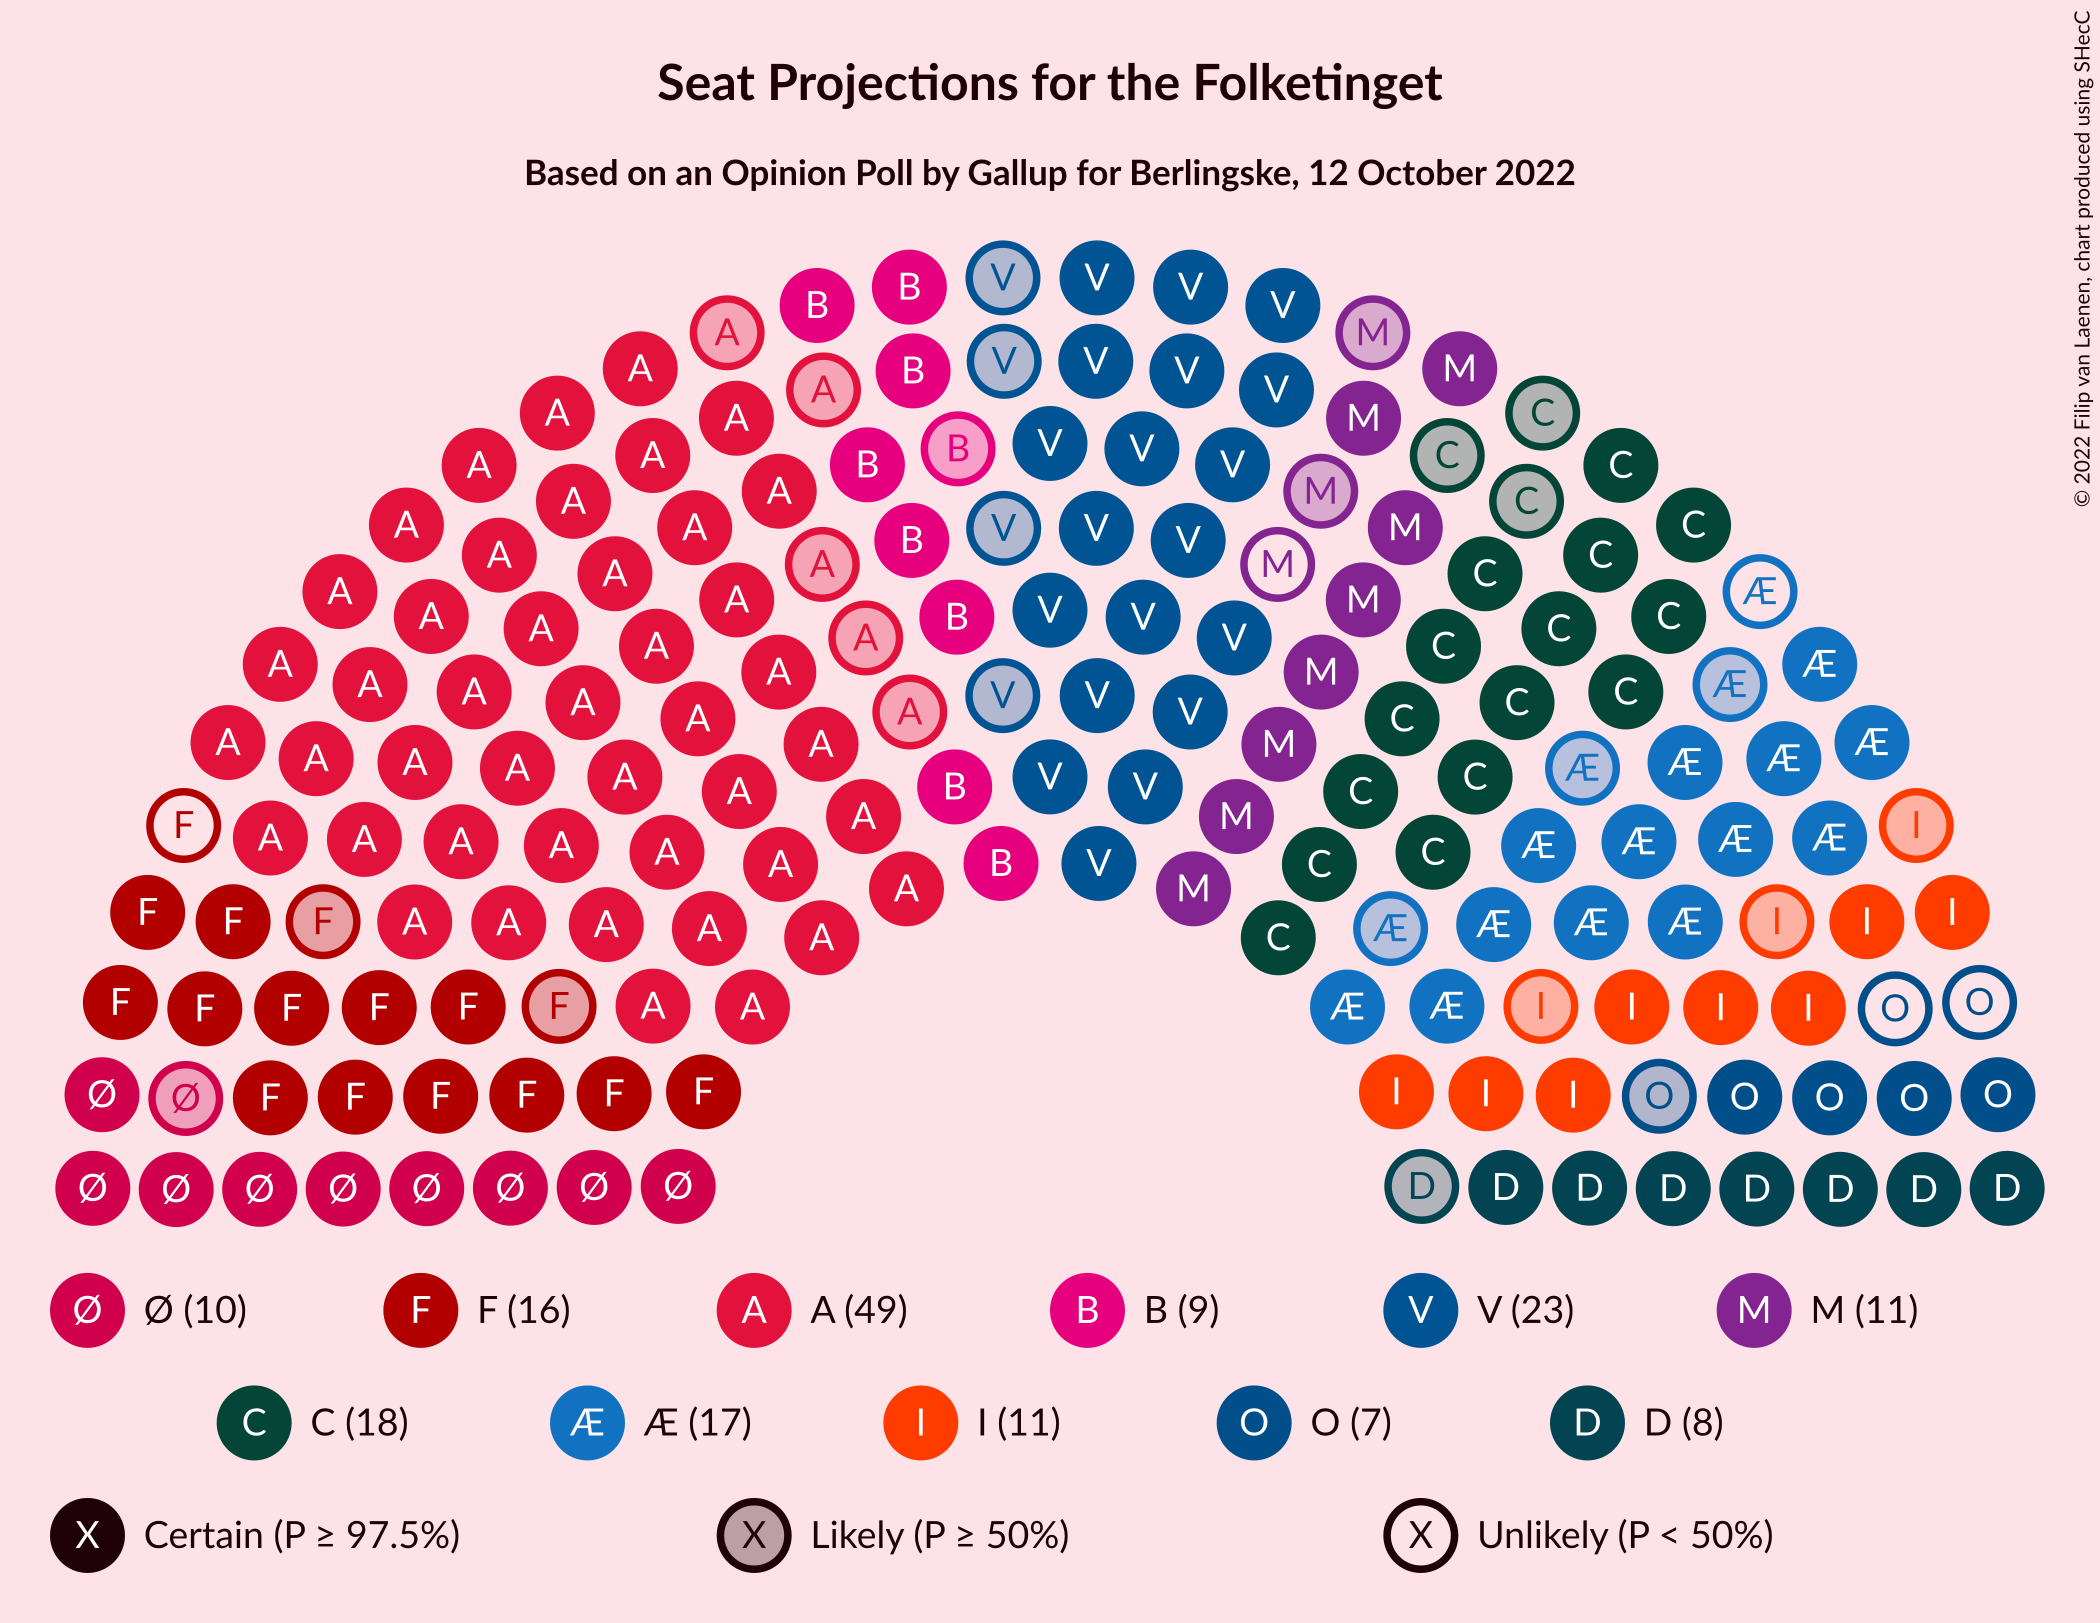 Seat Projections for the Folketinget
Based on an Opinion Poll by Gallup for Berlingske, 12 October 2022
© 2022 Filip van Laenen, chart produced using SHecC
B B V V V V
A M
A B V V V V M M
A A C
A A B B V V V M C C
A A A M C
A A A A B V V V M M C C
A A A A M C C Æ
A A A A B V V V M C C C
A A A A A A V V V M C C Æ Æ
A A A A A A M C C Æ Æ Æ Æ
A A A A A B V V M C C
F A A A A A A A B V M C C Æ Æ Æ Æ I
F F F A A A A A C Æ Æ Æ Æ I I I
F F F F F F A A Æ Æ I I I I O O
Ø Ø F F F F F F I I I O O O O O
Ø Ø Ø Ø Ø Ø Ø Ø D D D D D D D D
Ø Ø (10) F F (16) A A (49) B B (9) V V (23) M M (11)
C C (18) Æ Æ (17) I I (11) O O (7) D D (8)
X Certain (P ≥ 97.5%) X Likely (P ≥ 50%) X Unlikely (P < 50%)